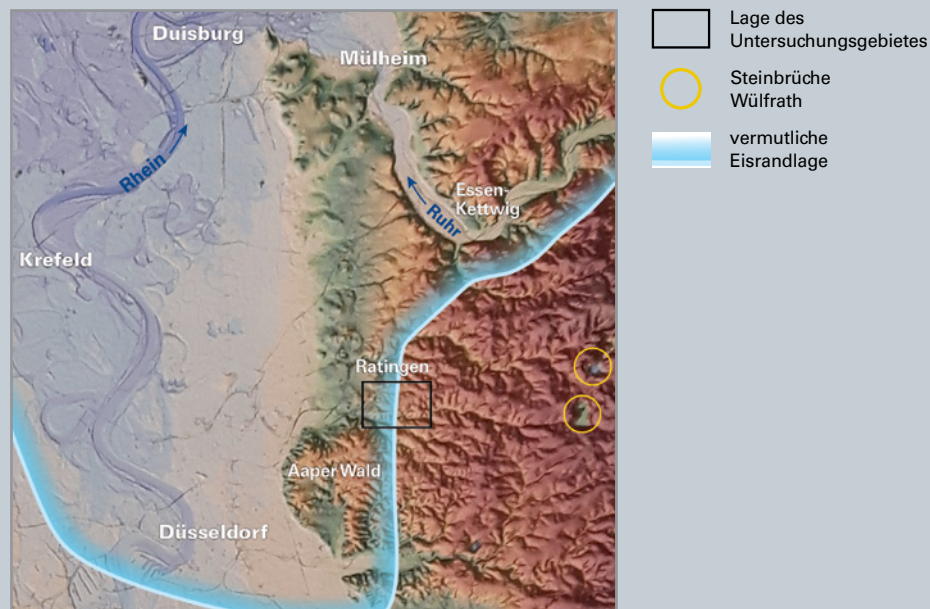 Duisburg
Mülheim
Rhein
Essen-
Kettwig
Ruhr
Krefeld
Ratingen
Aaper Wald
Düsseldorf
Lage des
Untersuchungsgebietes
Steinbrüche
Wülfrath
vermutliche
Eisrandlage